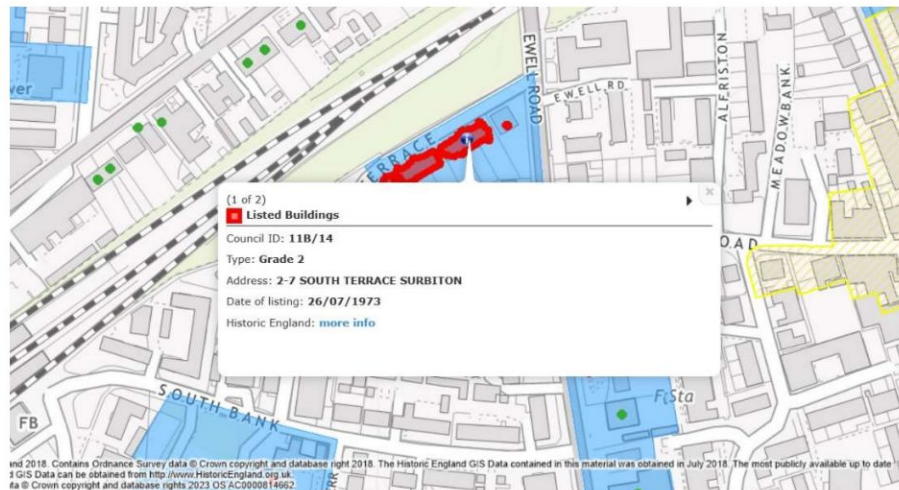 EWELL ROAD
EWELL RD
ALFRISTON
MEADOWBANK
wer
TERRACE
(1 of 2)
Listed Buildings
Council ID: 11B/14
Type: Grade 2
Address: 2-7 SOUTH TERRACE SURBITON
Date of listing: 26/07/1973
Historic England: more info
OAD
SOUTH BANK
F Sta
FB
and 2018. Contains Ordnance Survey data © Crown copyright and database right 2018. The Historic England GIS Data contained in this material was obtained in July 2018. The most publicly available up to date
d GIS Data can be obtained from http://www.HistoricEngland.org.uk.
ta © Crown copyright and database rights 2023 OS AC0000814662